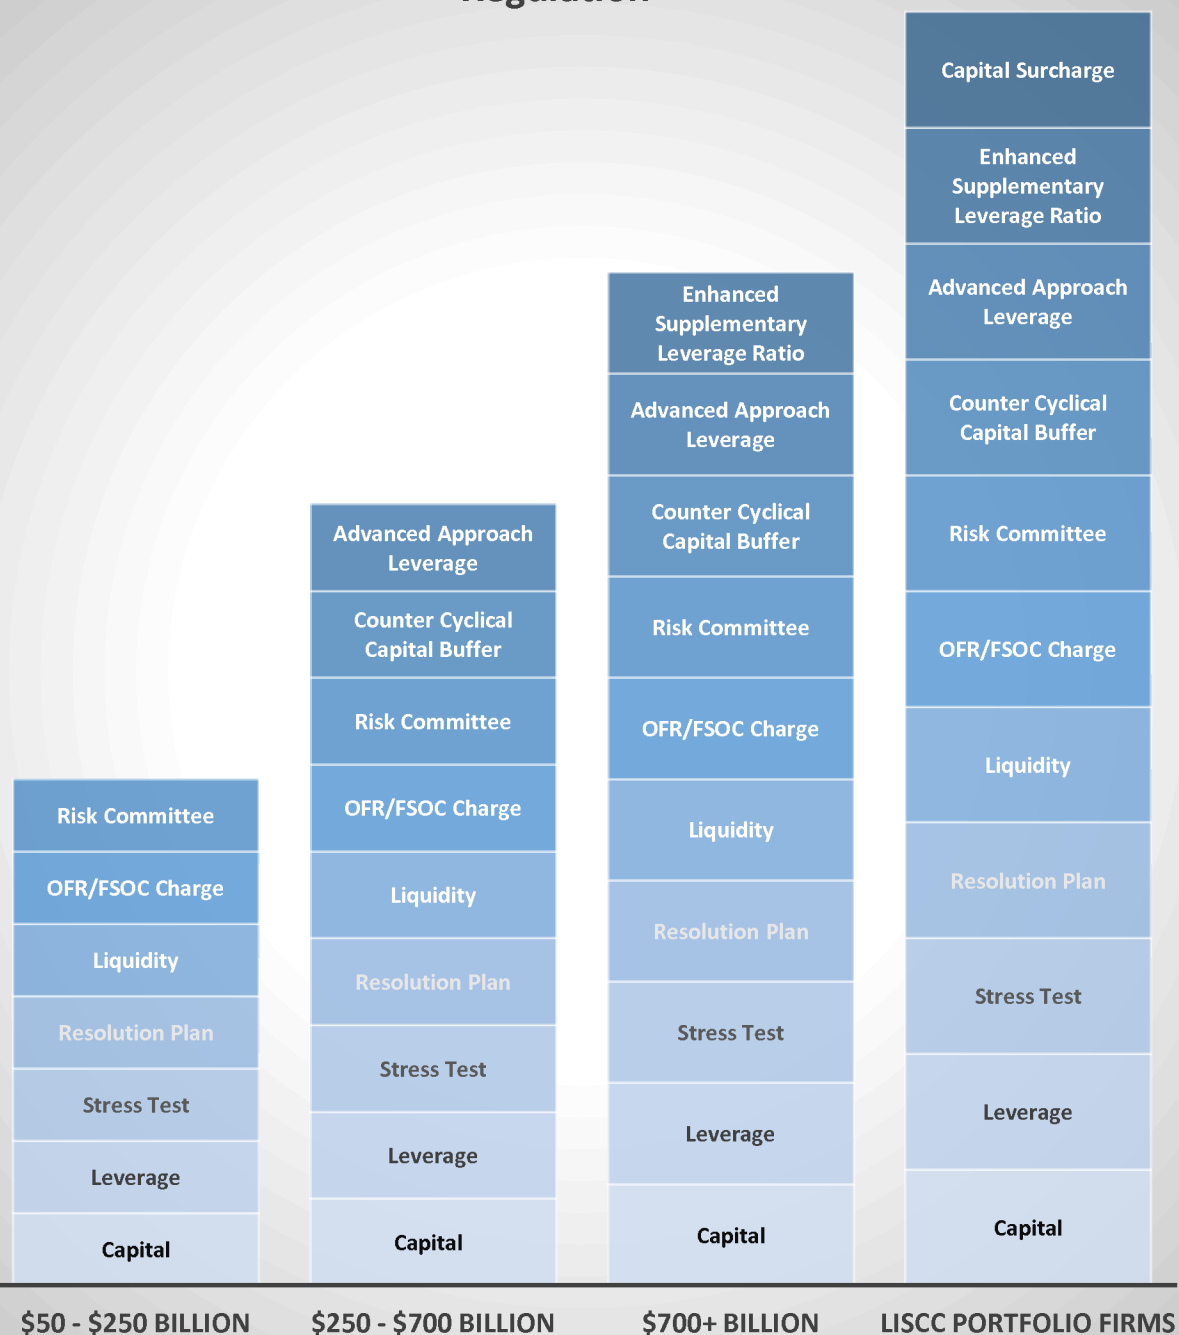 Regulation
Capital Surcharge
Enhanced
Supplementary
Leverage Ratio
Advanced Approach
Leverage
Counter Cyclical
Capital Buffer
Risk Committee
OFR/FSOC Charge
Liquidity
Resolution Plan
Stress Test
Leverage
Capital
Enhanced
Supplementary
Leverage Ratio
Advanced Approach
Leverage
Counter Cyclical
Capital Buffer
Risk Committee
OFR/FSOC Charge
Liquidity
Resolution Plan
Stress Test
Leverage
Capital
Advanced Approach
Leverage
Counter Cyclical
Capital Buffer
Risk Committee
OFR/FSOC Charge
Liquidity
Resolution Plan
Stress Test
Leverage
Capital
Risk Committee
OFR/FSOC Charge
Liquidity
Resolution Plan
Stress Test
Leverage
Capital
$50 - $250 BILLION
$250 - $700 BILLION
$700+ BILLION
LISCC PORTFOLIO FIRMS